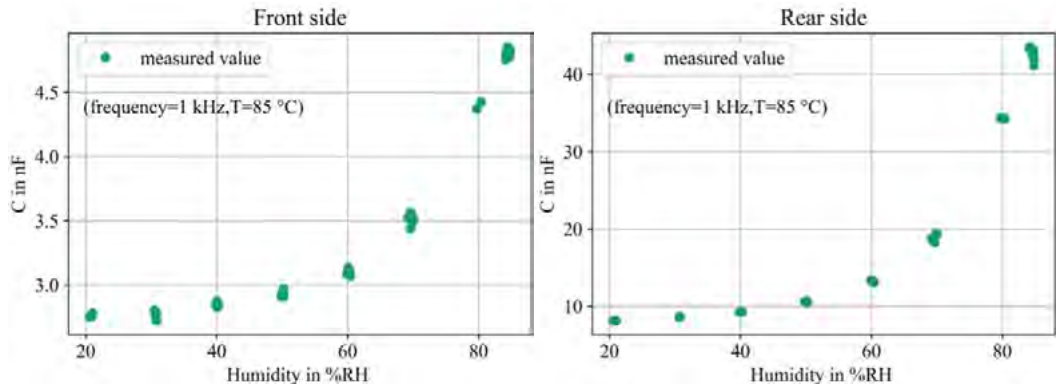 Front side
measured value
(frequency=1 kHz,T=85 °C)
C in nF
4.5
4.0
3.5
3.0
20
40
60
80
Humidity in %RH
Rear side
measured value
(frequency=1 kHz,T=85 °C)
C in nF
40
30
20
10
20
40
60
80
Humidity in %RH